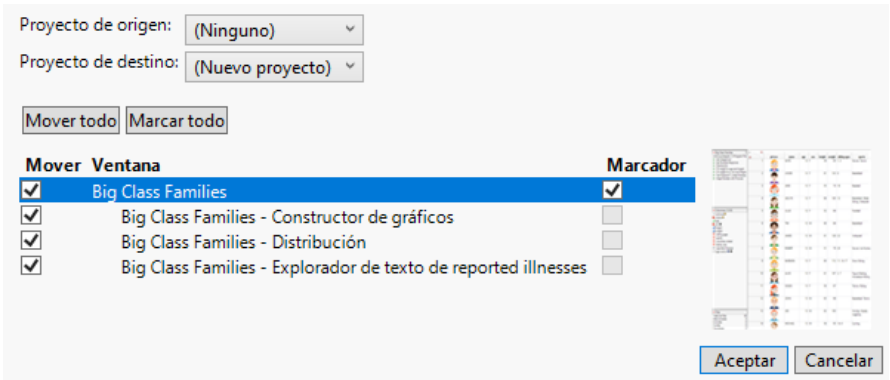 Proyecto de origen: (Ninguno)
Proyecto de destino: (Nuevo proyecto)
Mover todo Marcar todo
Mover Ventana Marcador
Big Class Families
Big Class Families - Constructor de gráficos
Big Class Families - Distribución
Big Class Families - Explorador de texto de reported illnesses
Aceptar Cancelar